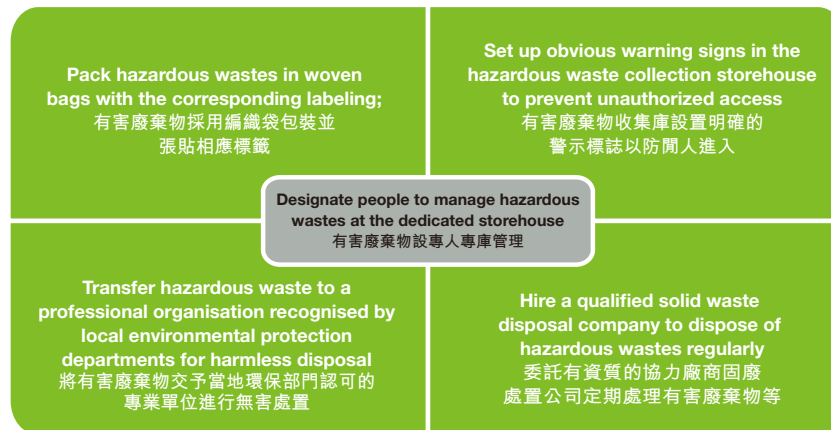 Pack hazardous wastes in woven
bags with the corresponding labeling;
有害廢棄物採用編織袋包裝並
張貼相應標籤
Set up obvious warning signs in the
hazardous waste collection storehouse
to prevent unauthorized access
有害廢棄物收集庫設置明確的
警示標誌以防閒人進入
Designate people to manage hazardous
wastes at the dedicated storehouse
有害廢棄物設專人專庫管理
Transfer hazardous waste to a
professional organisation recognised by
local environmental protection
departments for harmless disposal
將有害廢棄物交予當地環保部門認可的
專業單位進行無害處置
Hire a qualified solid waste
disposal company to dispose of
hazardous wastes regularly
委託有資質的協力廠商固廢
處置公司定期處理有害廢棄物等